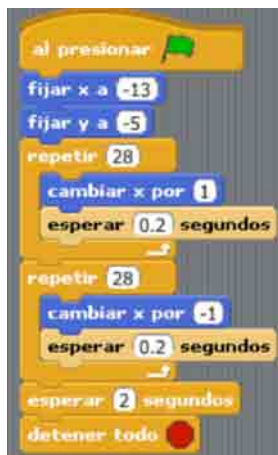 al presionar
fijar x a -13
fijar y a -5
repetir 28
cambiar x por 1
esperar 0.2 segundos
repetir 28
cambiar x por -1
esperar 0.2 segundos
esperar 2 segundos
detener todo